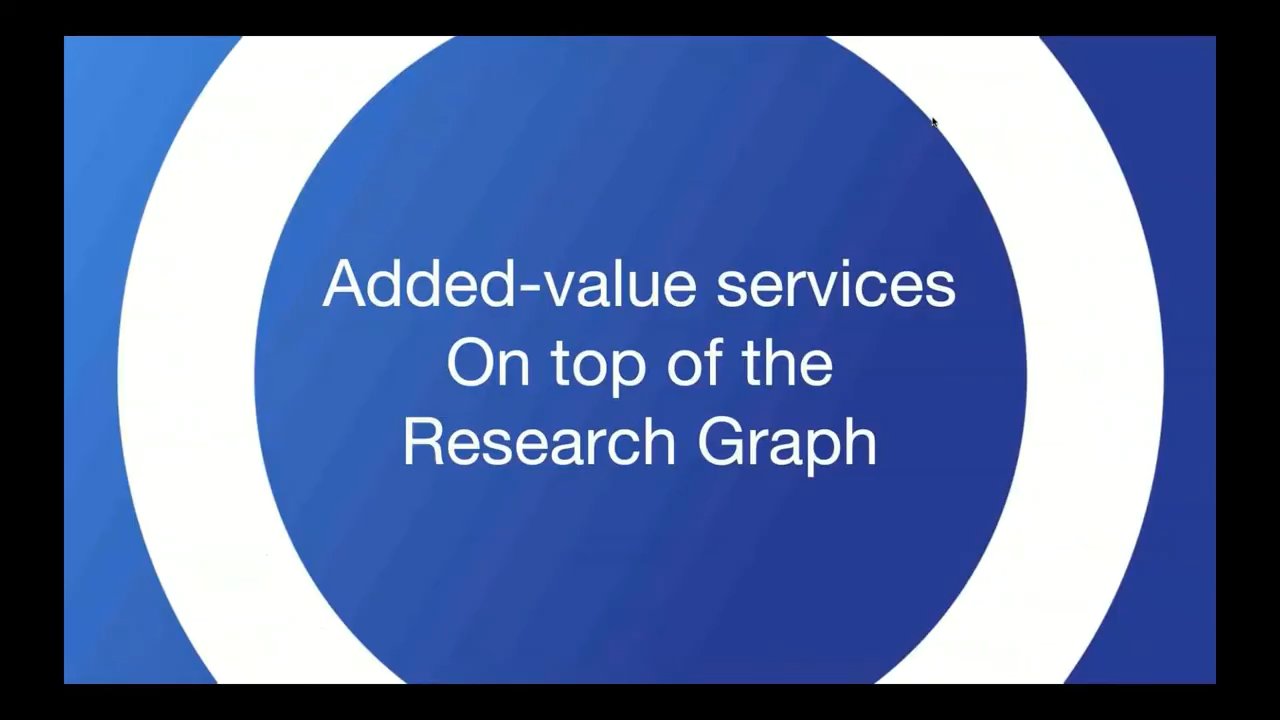 Added-value services
On top of the
Research Graph